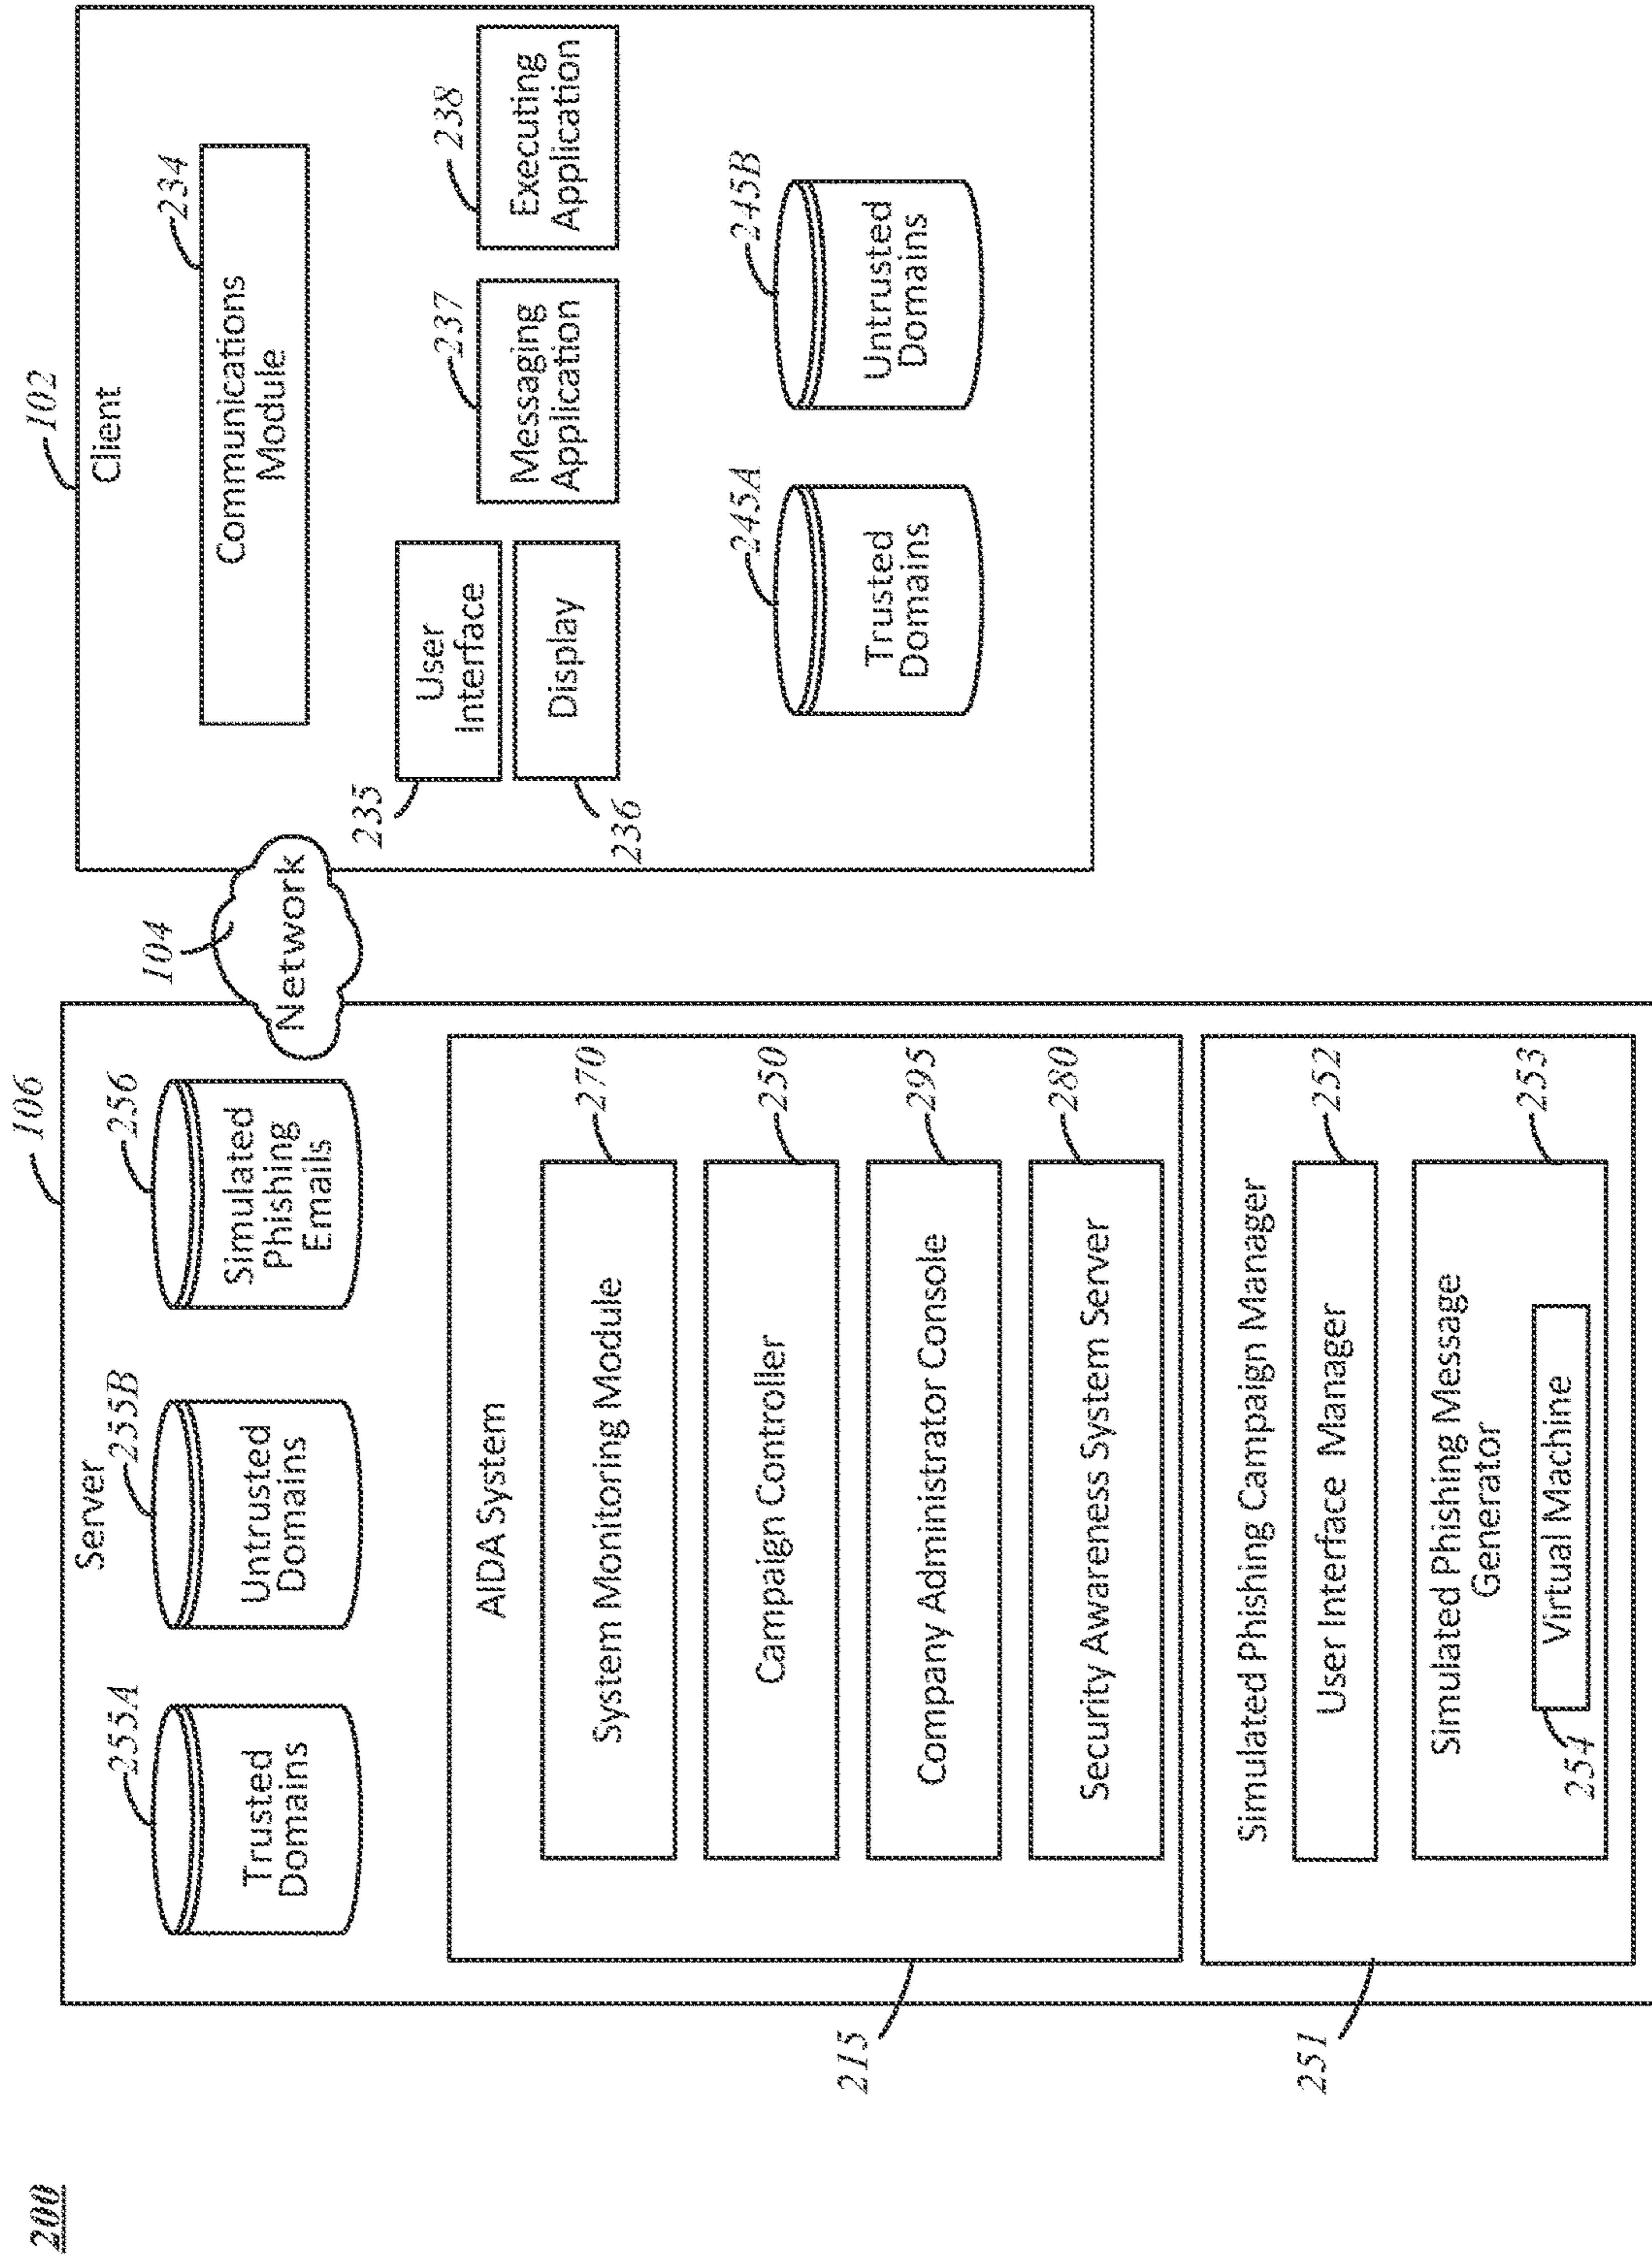 200
106
Server
255A
Trusted
Domains
255B
Untrusted
Domains
256
Simulated
Phishing
Emails
AIDA System
System Monitoring Module
270
Campaign Controller
250
Company Administrator Console
295
Security Awareness System Server
280
215
Simulated Phishing Campaign Manager
User Interface Manager
252
Simulated Phishing Message
Generator
253
Virtual Machine
254
251
104
Network
102
Client
234
Communications
Module
235
User
Interface
Display
236
237
Messaging
Application
238
Executing
Application
245A
Trusted
Domains
245B
Untrusted
Domains